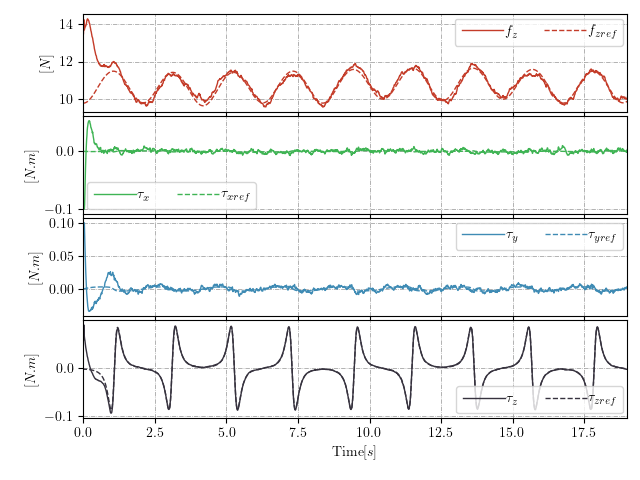 14
12
10
[N]
f_z f_zref
0.0
−0.1
[N.m]
τ_x τ_xref
0.10
0.05
0.00
[N.m]
τ_y τ_yref
0.0
−0.1
[N.m]
τ_z τ_zref
0.0 2.5 5.0 7.5 10.0 12.5 15.0 17.5
Time[s]